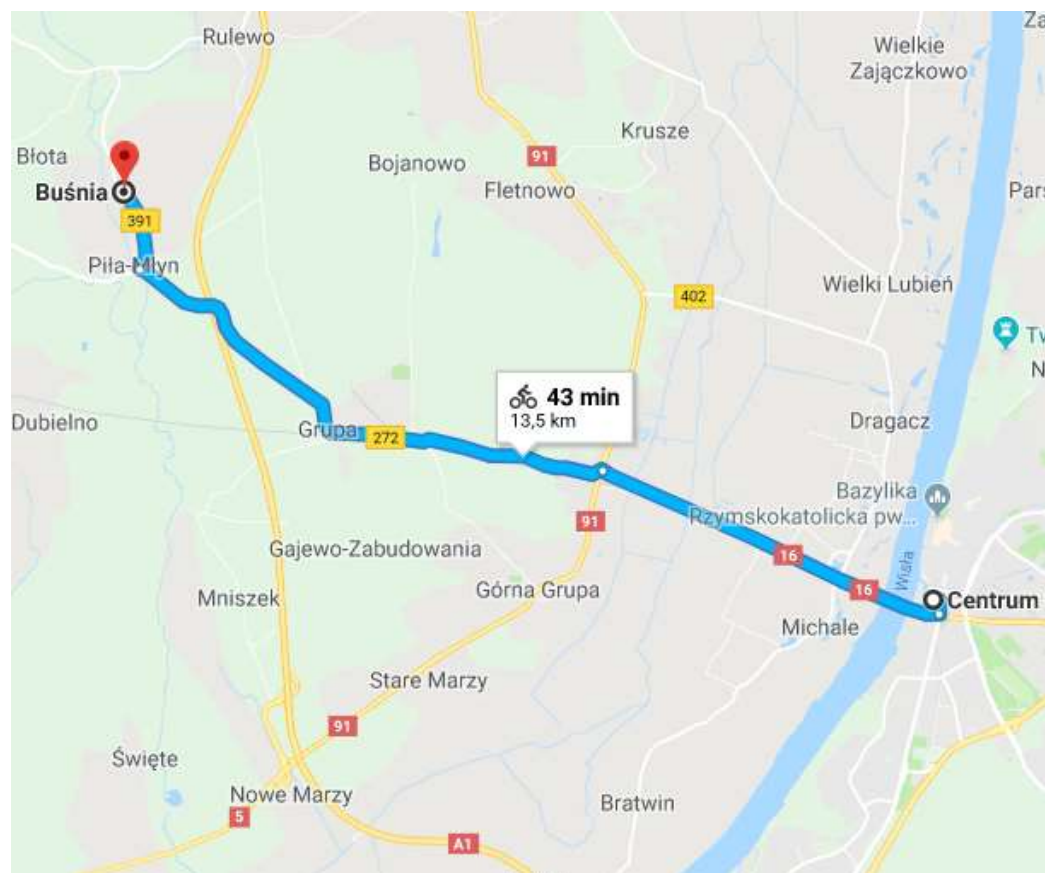 Za
Rulewo
Wielkie
Zajączkowo
Krusze
Błota
Bojanowo
91
Fletnowo
Buśnia
Pars
391
Piła-Młyn
Wielki Lubień
402
Tw
N
43 min
13,5 km
Dubielno
Grupa
272
Dragacz
Bazylika
Rzymskokatolicka pw...
91
Gajewo-Zabudowania
16
Wisła
Mniszek
Górna Grupa
16
Centrum
Michale
Stare Marzy
91
Święte
Nowe Marzy
Bratwin
5
A1